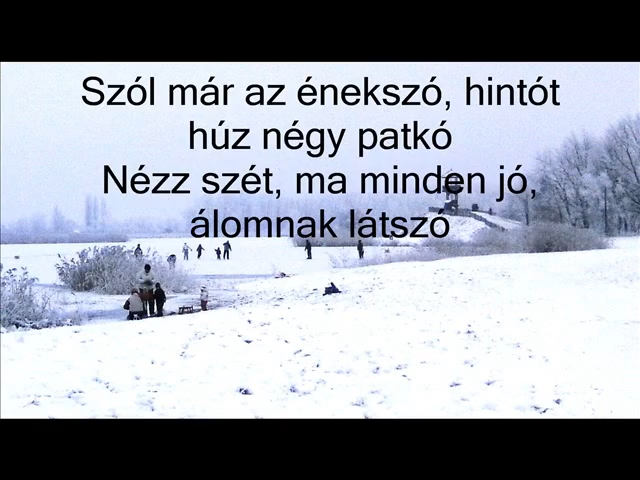 Szól már az énekszó, hintót
húz négy patkó
Nézz szét, ma minden jó,
álomnak látszó